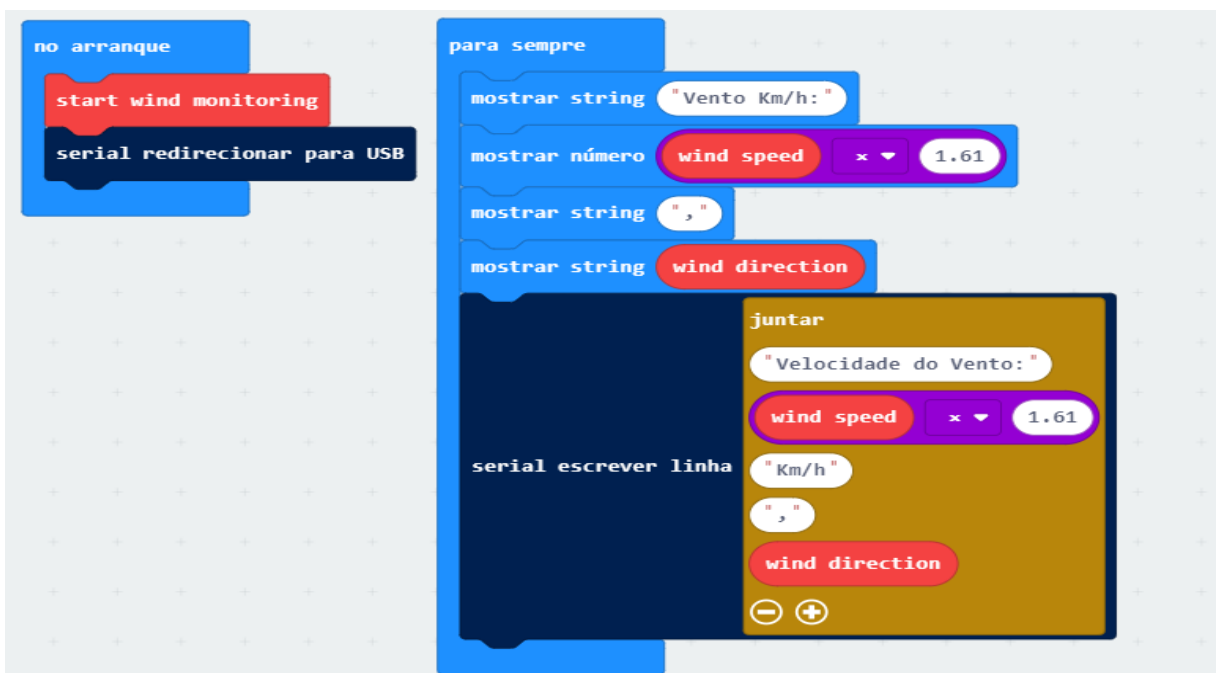 no arranque
start wind monitoring
serial redirecionar para USB
para sempre
mostrar string "Vento Km/h:"
mostrar número wind speed x 1.61
mostrar string ","
mostrar string wind direction
serial escrever linha
juntar
"Velocidade do Vento:"
wind speed x 1.61
"Km/h"
","
wind direction